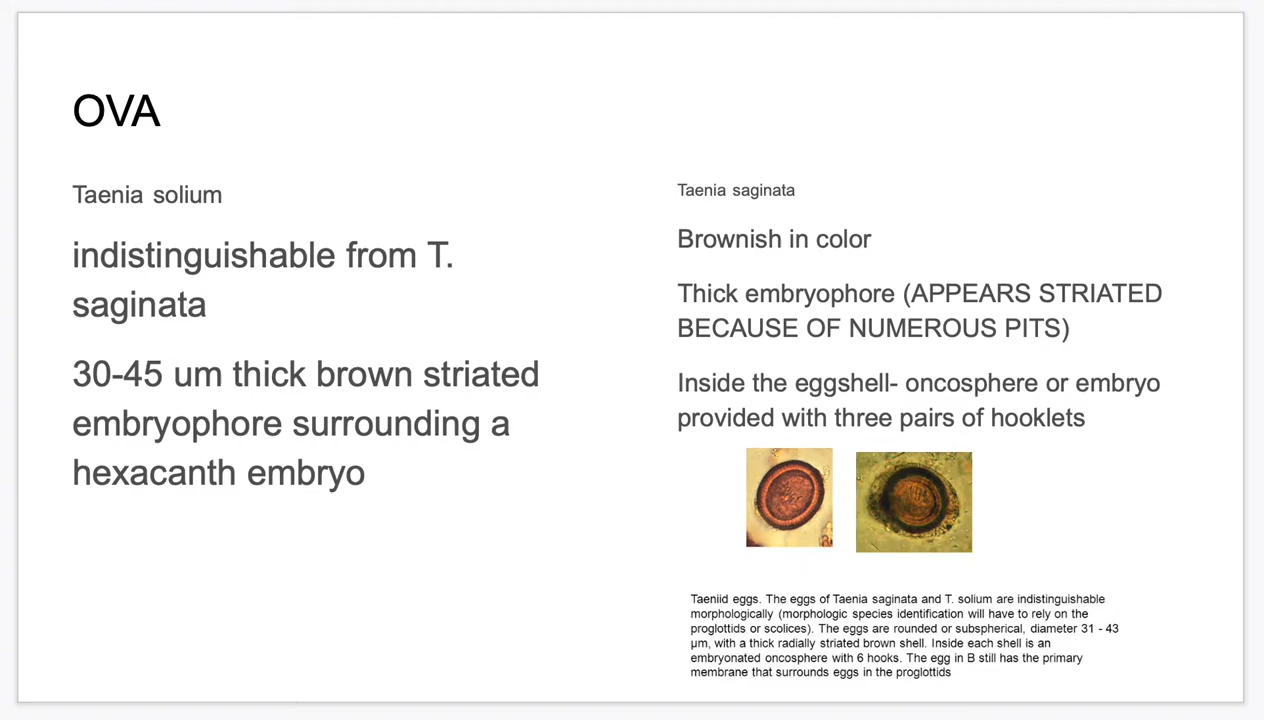 OVA
Taenia solium
indistinguishable from T.
saginata
30-45 um thick brown striated
embryophore surrounding a
hexacanth embryo
Taenia saginata
Brownish in color
Thick embryophore (APPEARS STRIATED
BECAUSE OF NUMEROUS PITS)
Inside the eggshell- oncosphere or embryo
provided with three pairs of hooklets
Taeniid eggs. The eggs of Taenia saginata and T. solium are indistinguishable
morphologically (morphologic species identification will have to rely on the
proglottids or scolices). The eggs are rounded or subspherical, diameter 31 - 43
µm, with a thick radially striated brown shell. Inside each shell is an
embryonated oncosphere with 6 hooks. The egg in B still has the primary
membrane that surrounds eggs in the proglottids